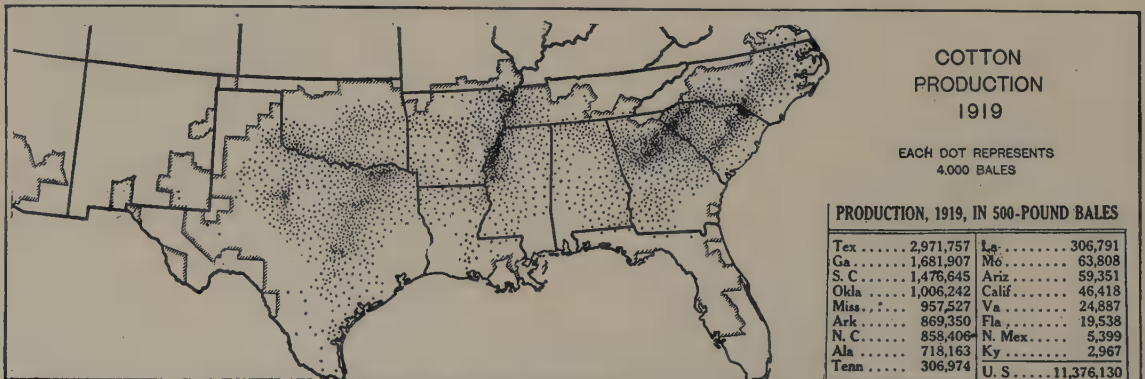 COTTON
PRODUCTION
1919
EACH DOT REPRESENTS
4,000 BALES
PRODUCTION, 1919, IN 500-POUND BALES
Tex ..... 2,971,757
Ga ...... 1,681,907
S. C ..... 1,476,645
Okla ..... 1,006,242
Miss..... 957,527
Ark ...... 869,350
N. C. ..... 858,406
Ala ...... 718,163
Tenn ..... 306,974
La ........ 306,791
Mo ....... 63,808
Ariz ....... 59,351
Calif ....... 46,418
Va ........ 24,887
Fla ........ 19,538
N. Mex..... 5,399
Ky ........ 2,967
U. S ..... 11,376,130